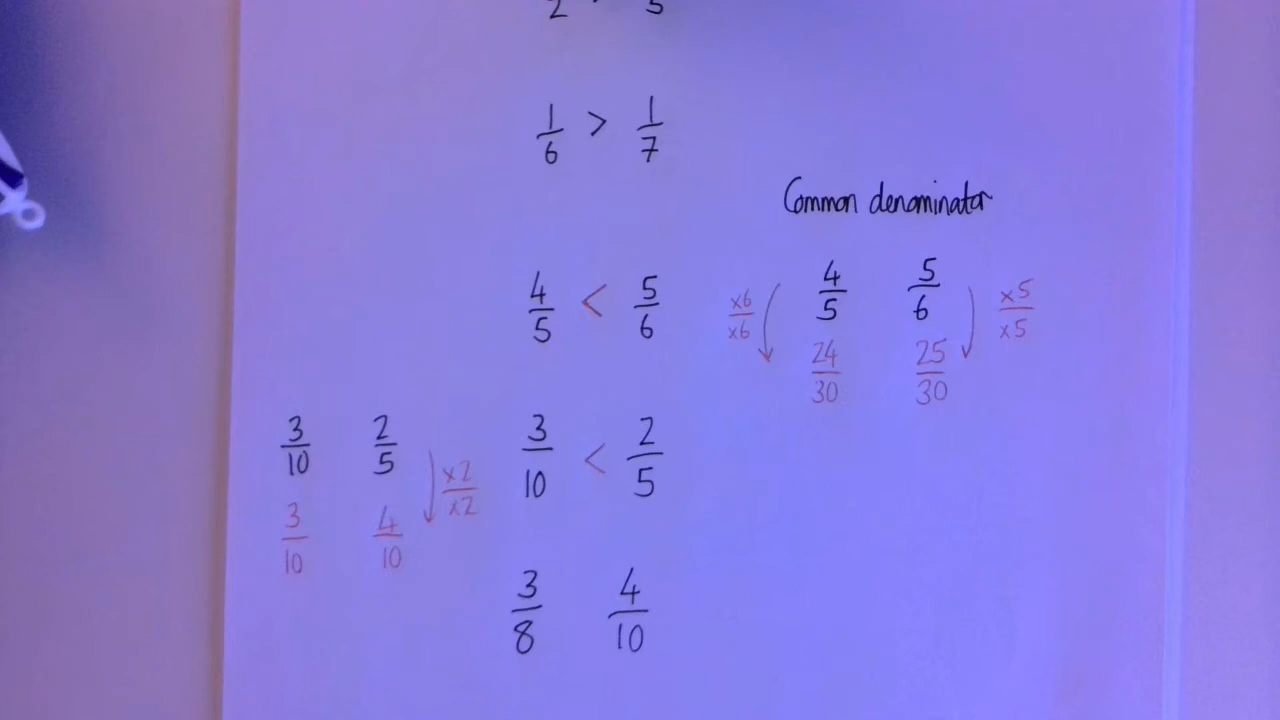 1/6 > 1/7
Common denominator
4/5 < 5/6
×6/×6 4/5 5/6 ×5/×5
24/30 25/30
3/10 2/5 ×2/×2
3/10 4/10
3/10 < 2/5
3/8 4/10